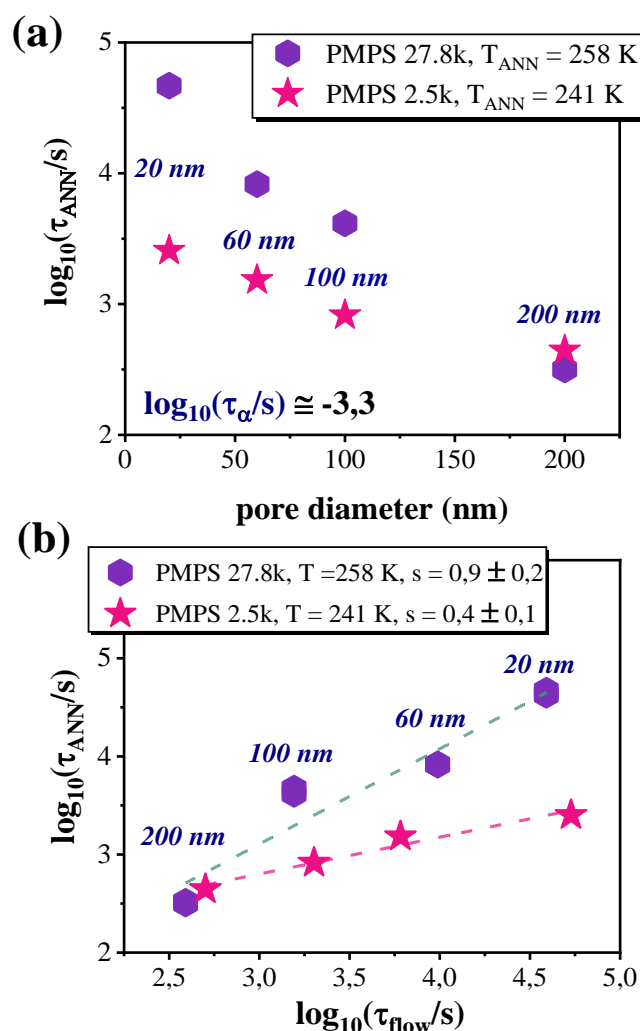 (a)
PMPS 27.8k, T_ANN = 258 K
PMPS 2.5k, T_ANN = 241 K
5
4
3
2
log₁₀(τ_ANN/s)
20 nm
60 nm
100 nm
200 nm
log₁₀(τ_α/s) ≅ -3,3
0
50
100
150
200
pore diameter (nm)
(b)
PMPS 27.8k, T =258 K, s = 0,9 ± 0,2
PMPS 2.5k, T = 241 K, s = 0,4 ± 0,1
5
4
3
2
log₁₀(τ_ANN/s)
20 nm
60 nm
100 nm
200 nm
2,5
3,0
3,5
4,0
4,5
5,0
log₁₀(τ_flow/s)